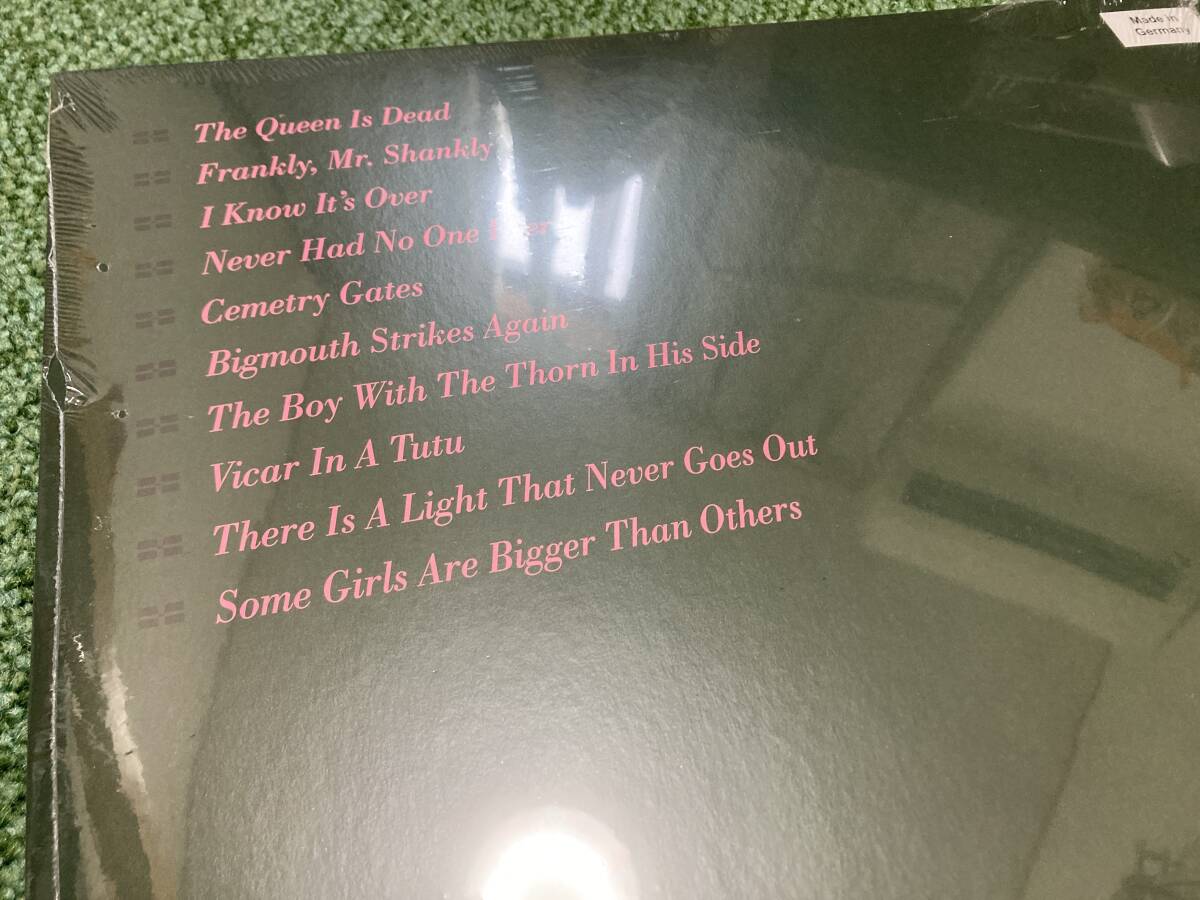 Made in
Germany
The Queen Is Dead
Frankly, Mr. Shankly
I Know It's Over
Never Had No One
Cemetry Gates
Bigmouth Strikes Again
The Boy With The Thorn In His Side
Vicar In A Tutu
There Is A Light That Never Goes Out
Some Girls Are Bigger Than Others